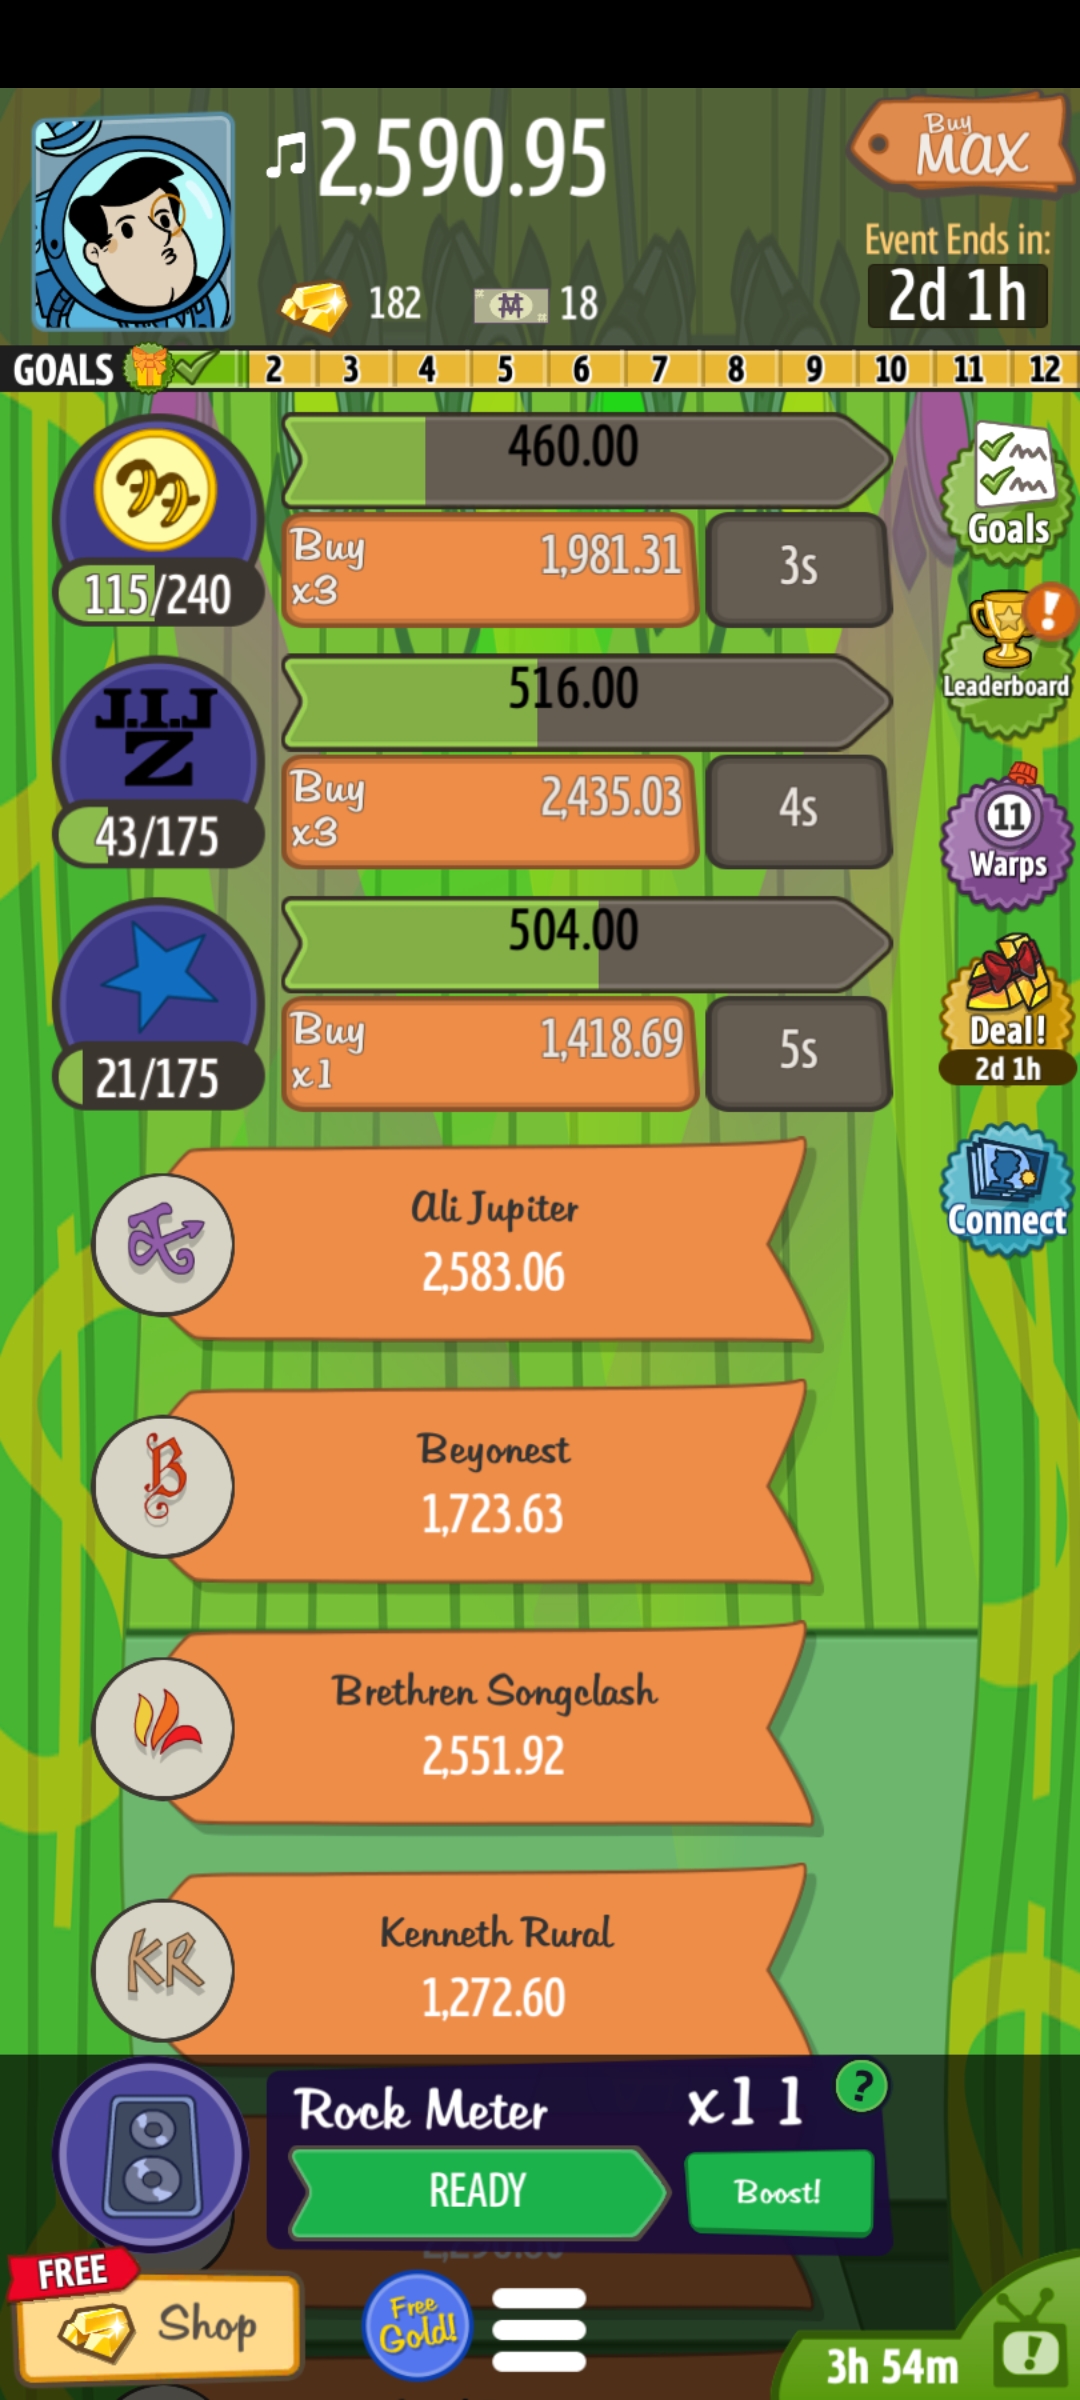 2,590.95
Buy
MAX
182
18
Event Ends in:
2d 1h
GOALS 2 3 4 5 6 7 8 9 10 11 12
460.00
115/240
Buy
x3
1,981.31
3s
Goals
516.00
J.I.J
Z
43/175
Buy
x3
2,435.03
4s
Leaderboard
11
Warps
504.00
21/175
Buy
x1
1,418.69
5s
Deal!
2d 1h
Connect
Ali Jupiter
2,583.06
B
Beyonest
1,723.63
Brethren Songclash
2,551.92
KR
Kenneth Rural
1,272.60
Rock Meter
x11
?
READY
Boost!
FREE
Shop
Free
Gold!
3h 54m